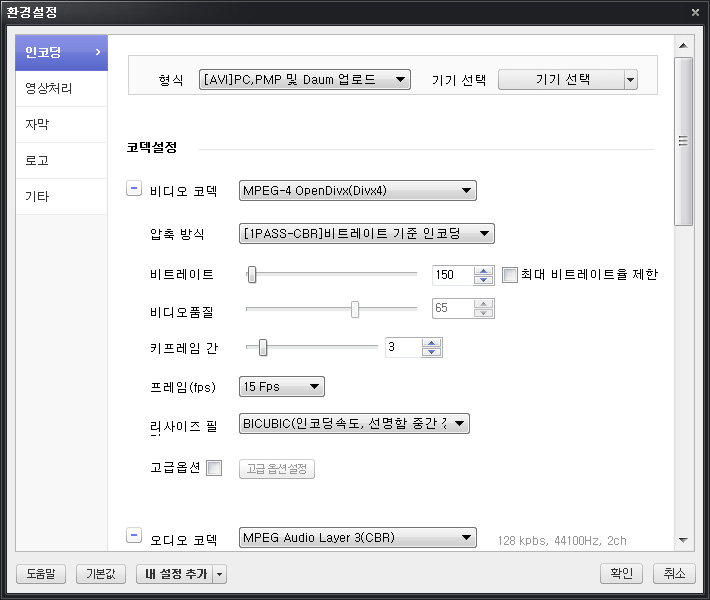 환경설정
인코딩
영상처리
자막
로고
기타
형식 [AVI]PC,PMP 및 Daum 업로드 기기 선택 기기 선택
코덱설정
비디오 코덱 MPEG-4 OpenDivx(Divx4)
압축 방식 [1PASS-CBR]비트레이트 기준 인코딩
비트레이트 150 최대 비트레이트율 제한
비디오품질 65
키프레임 간 3
프레임(fps) 15 Fps
리사이즈 필 BICUBIC(인코딩속도, 선명함 중간
고급옵션 고급 옵션설정
오디오 코덱 MPEG Audio Layer 3(CBR) 128 kpbs, 44100Hz, 2ch
도움말 기본값 내 설정 추가 확인 취소